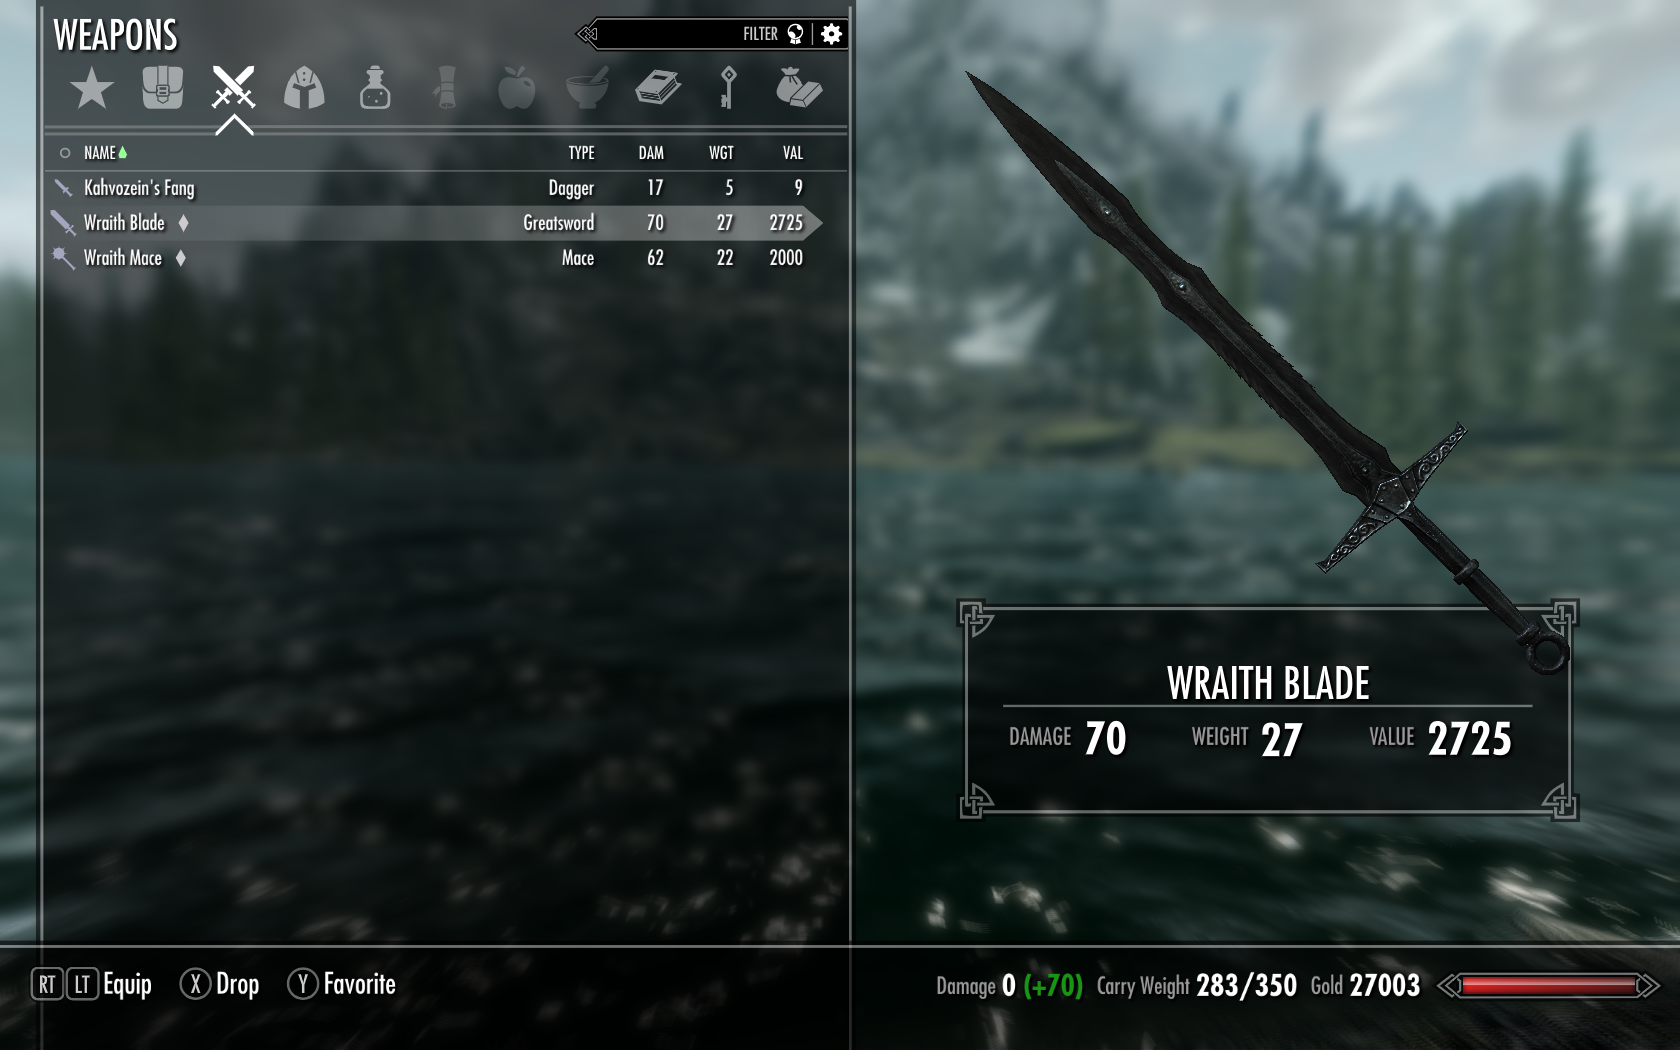 WEAPONS
FILTER
NAME TYPE DAM WGT VAL
Kahvozein's Fang Dagger 17 5 9
Wraith Blade Greatsword 70 27 2725
Wraith Mace Mace 62 22 2000
WRAITH BLADE
DAMAGE 70 WEIGHT 27 VALUE 2725
RT LT Equip X Drop Y Favorite Damage 0 (+70) Carry Weight 283/350 Gold 27003